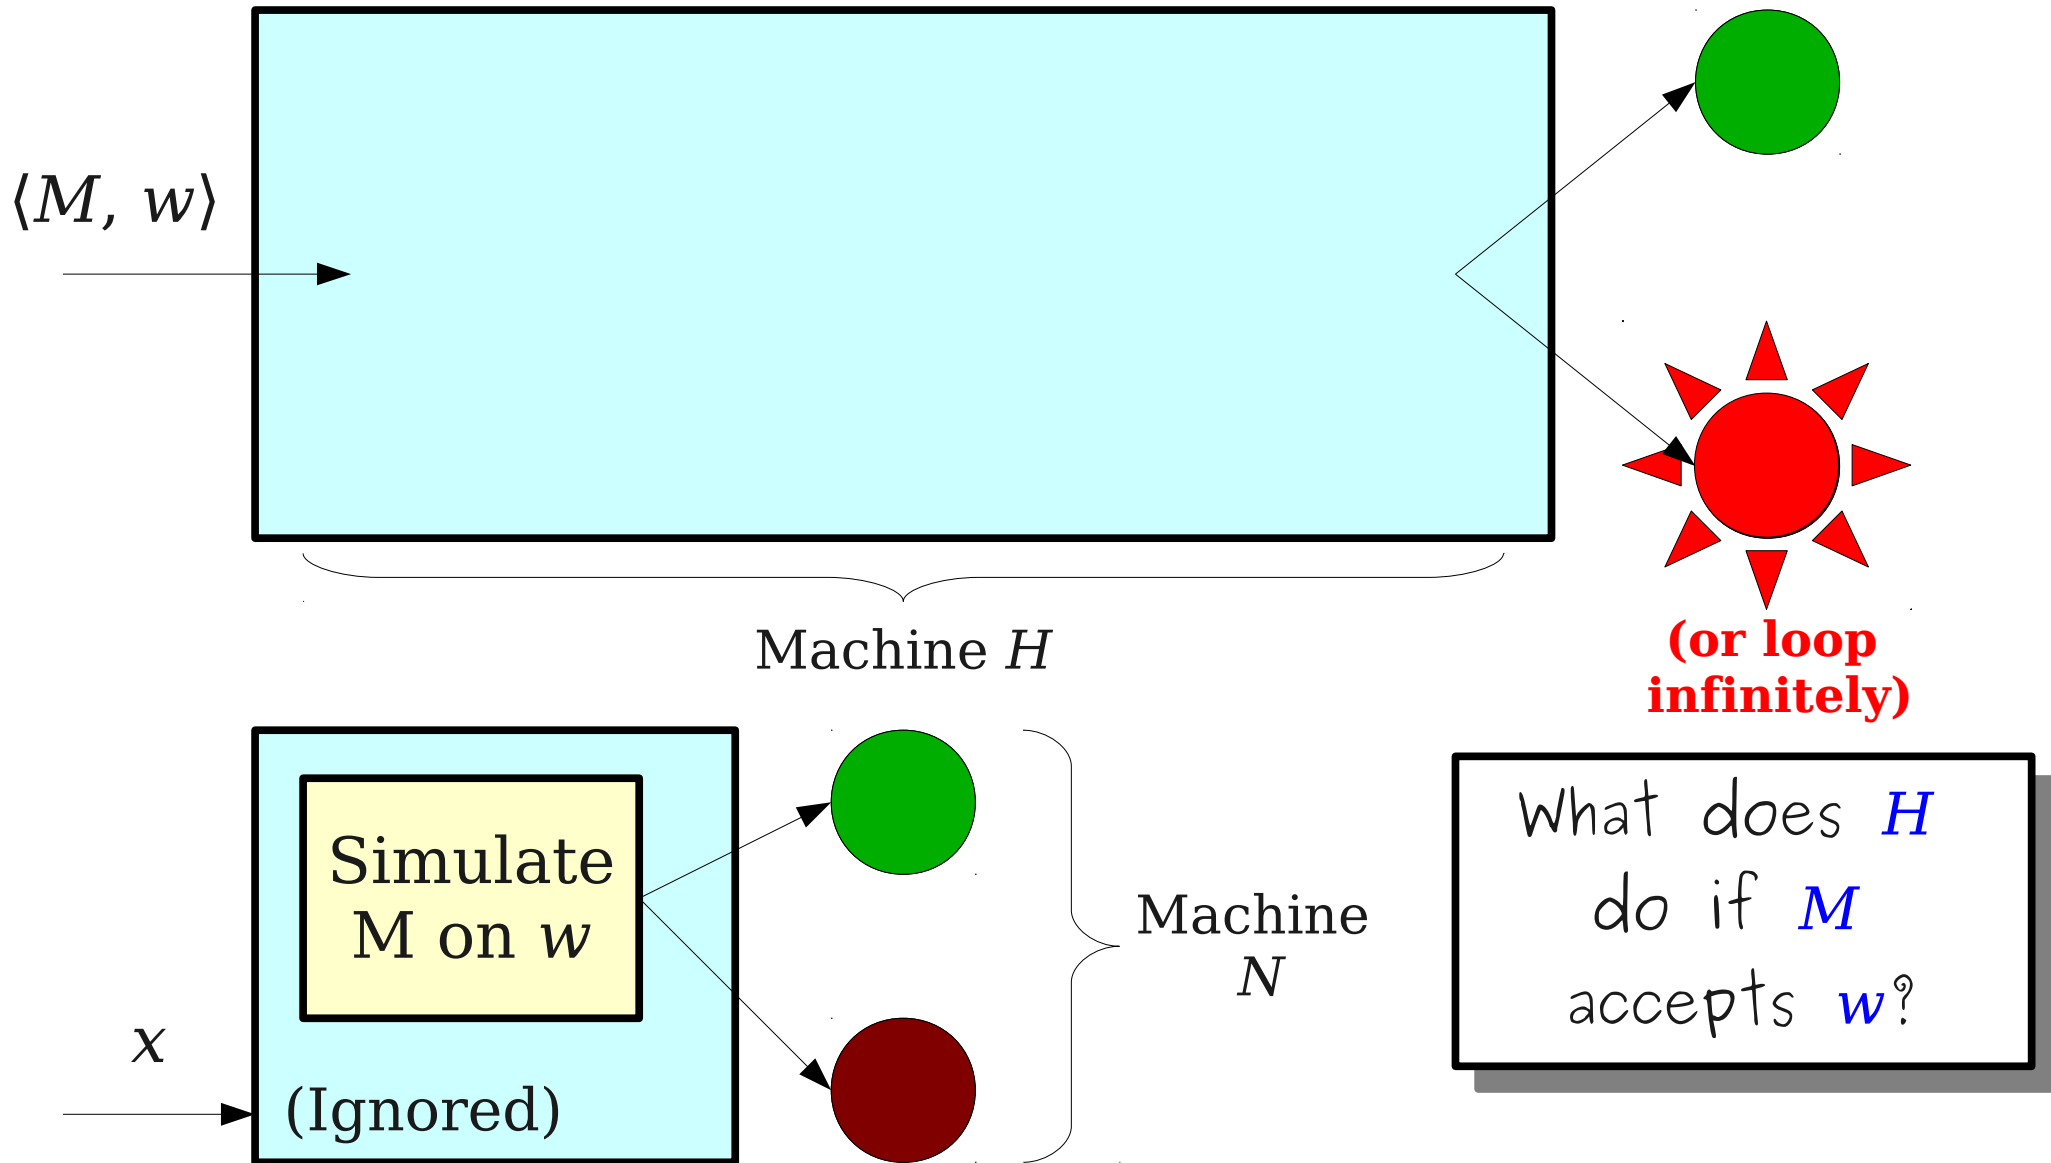 ⟨M, w⟩
Machine H
(or loop
infinitely)
Simulate
M on w
x
(Ignored)
Machine
N
What does H
do if M
accepts w?